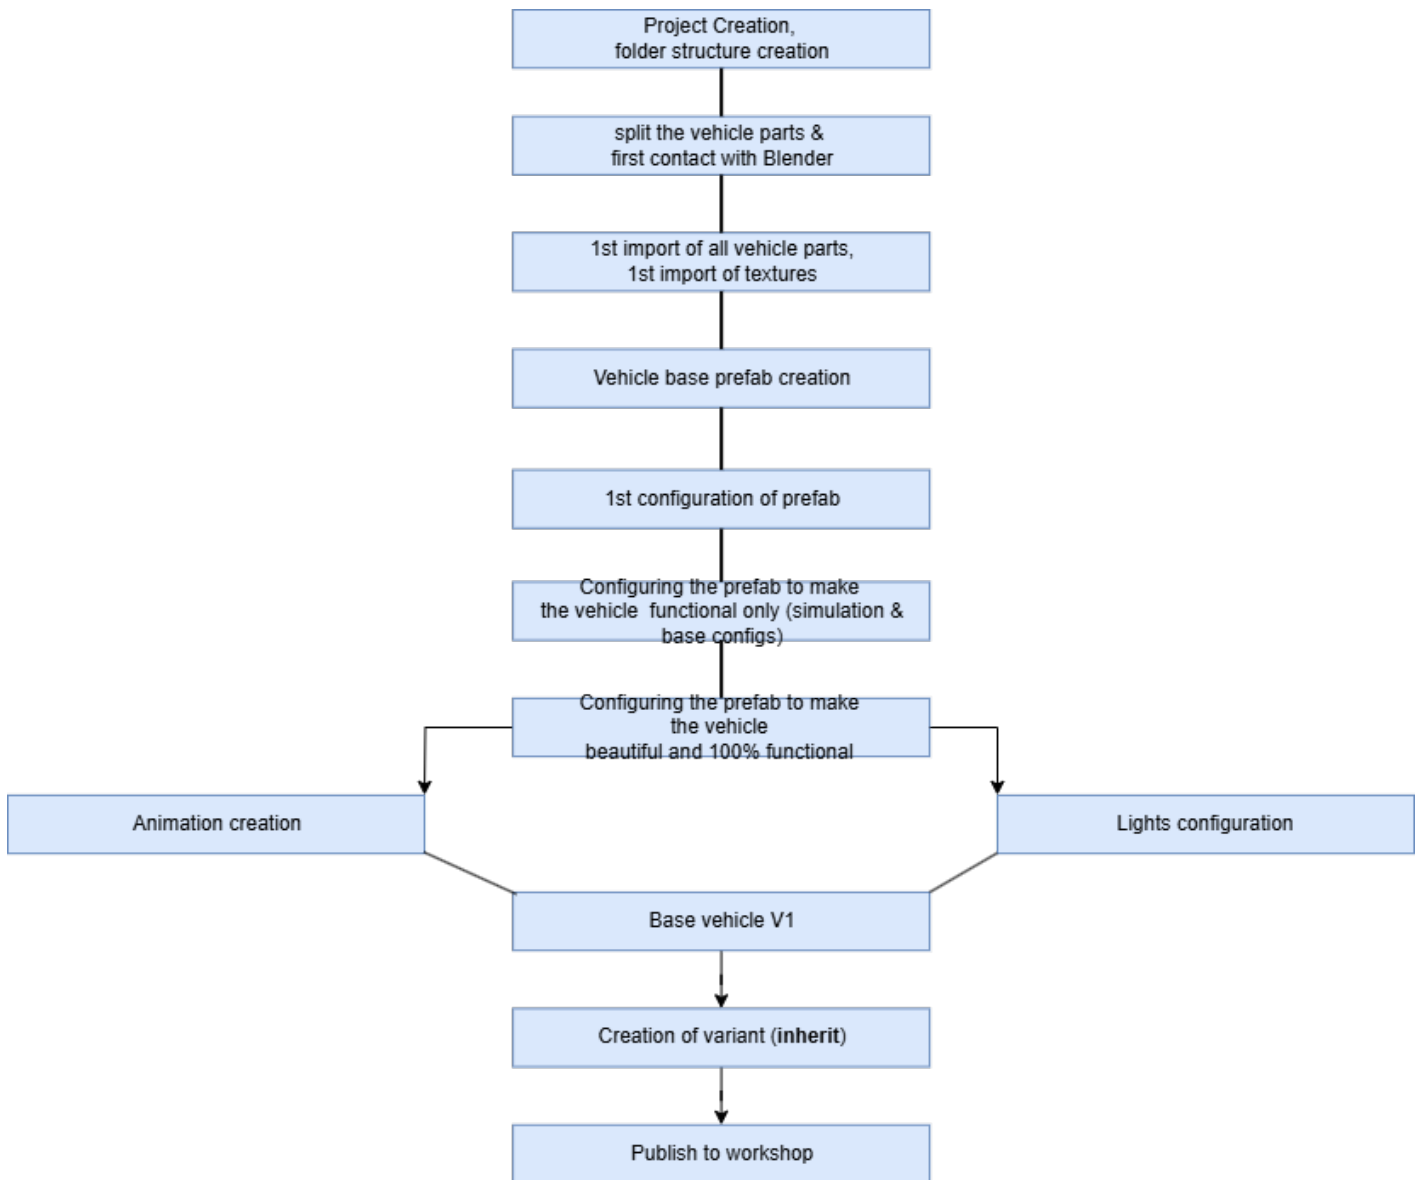 Project Creation,
folder structure creation
split the vehicle parts &
first contact with Blender
1st import of all vehicle parts,
1st import of textures
Vehicle base prefab creation
1st configuration of prefab
Configuring the prefab to make
the vehicle  functional only (simulation &
base configs)
Configuring the prefab to make
the vehicle
beautiful and 100% functional
Animation creation
Lights configuration
Base vehicle V1
Creation of variant (inherit)
Publish to workshop